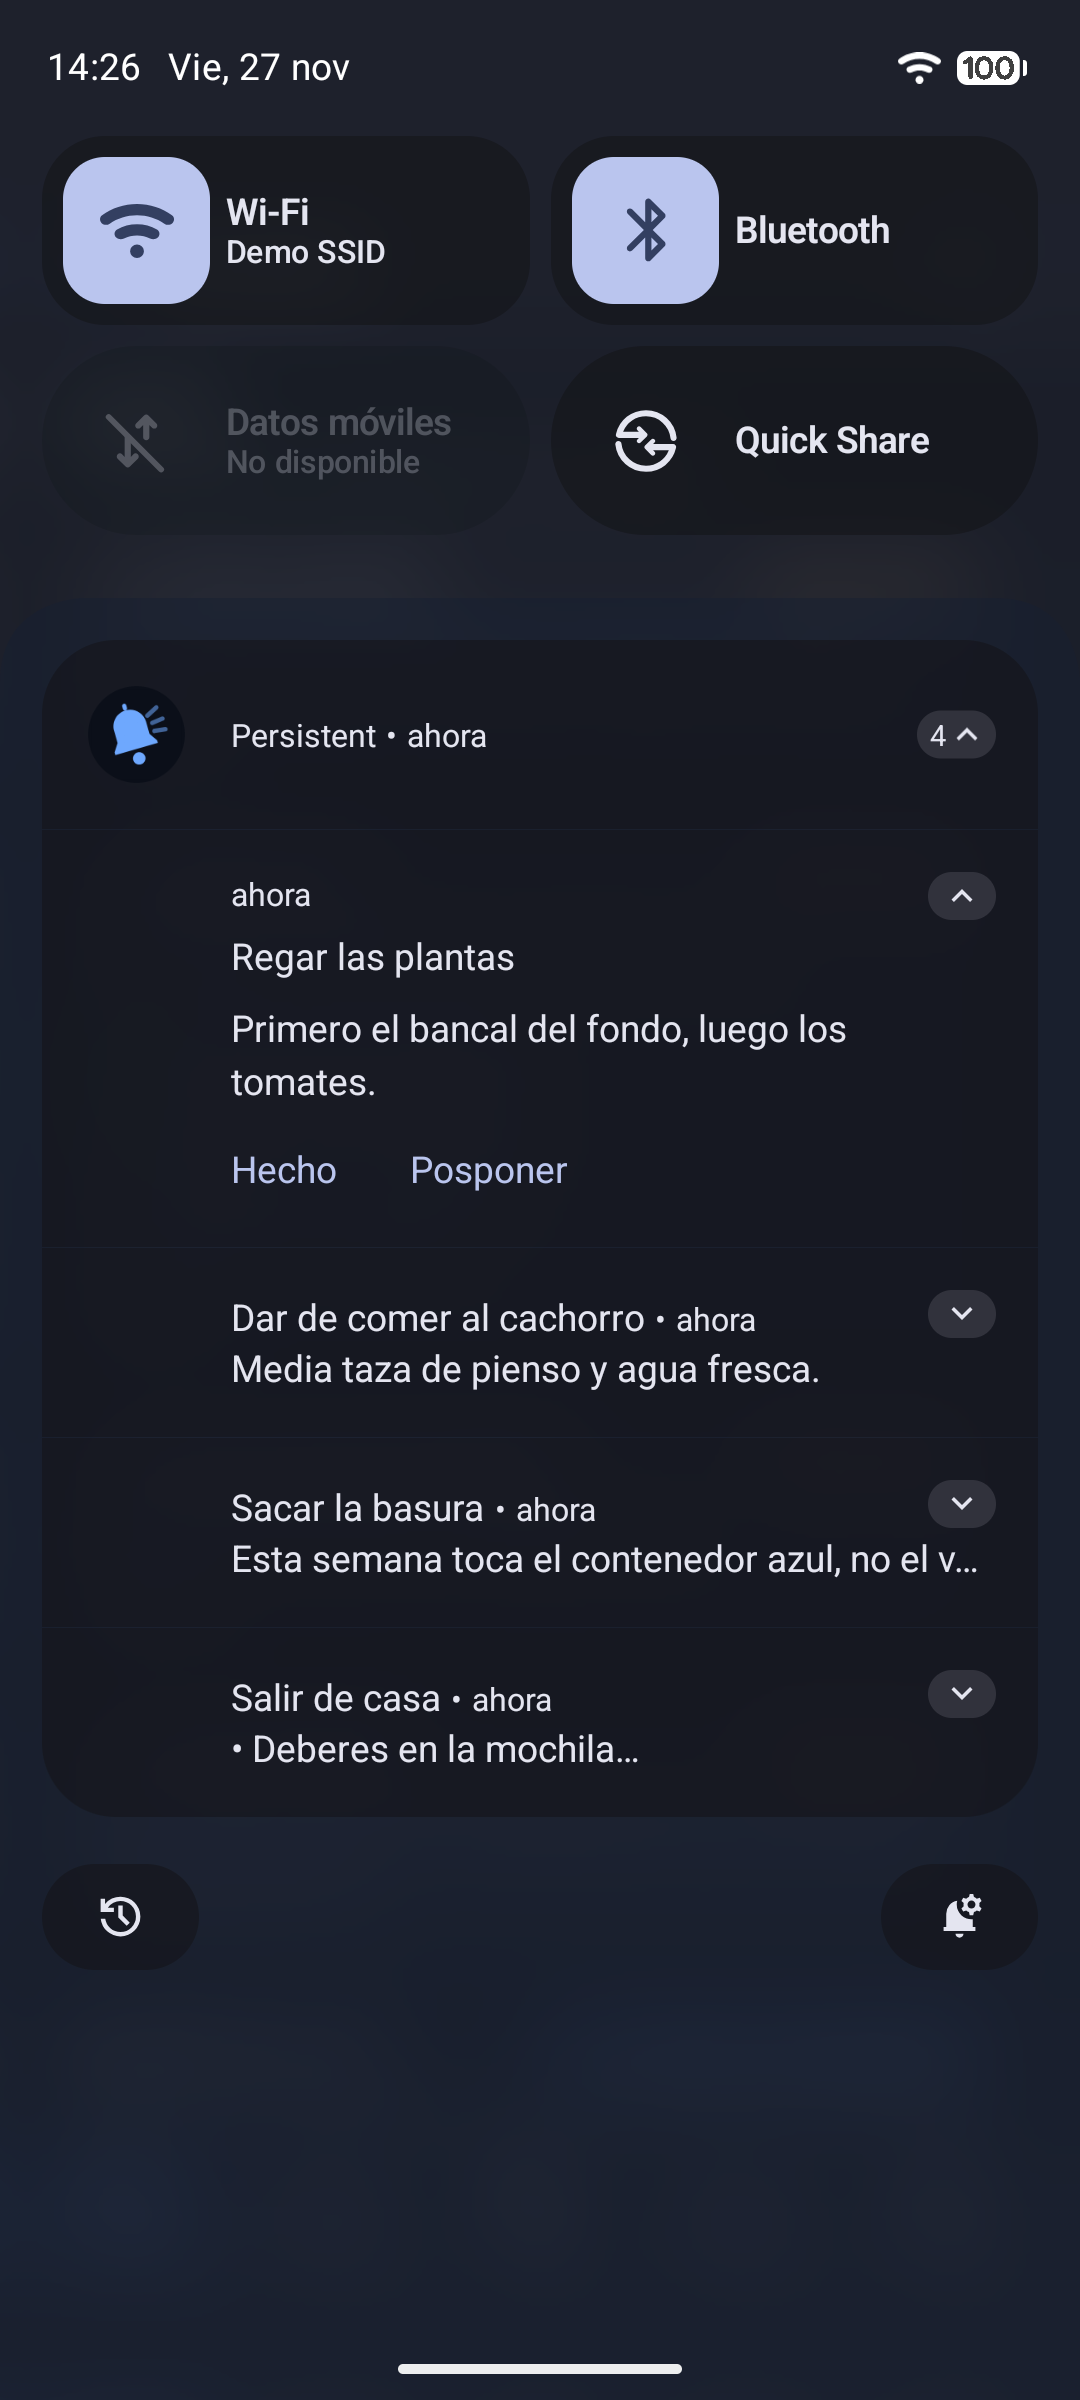 14:26 Vie, 27 nov
100
Wi-Fi
Demo SSID
Bluetooth
Datos móviles
No disponible
Quick Share
Persistent • ahora
4
ahora
Regar las plantas
Primero el bancal del fondo, luego los
tomates.
Hecho Posponer
Dar de comer al cachorro • ahora
Media taza de pienso y agua fresca.
Sacar la basura • ahora
Esta semana toca el contenedor azul, no el v...
Salir de casa • ahora
• Deberes en la mochila...